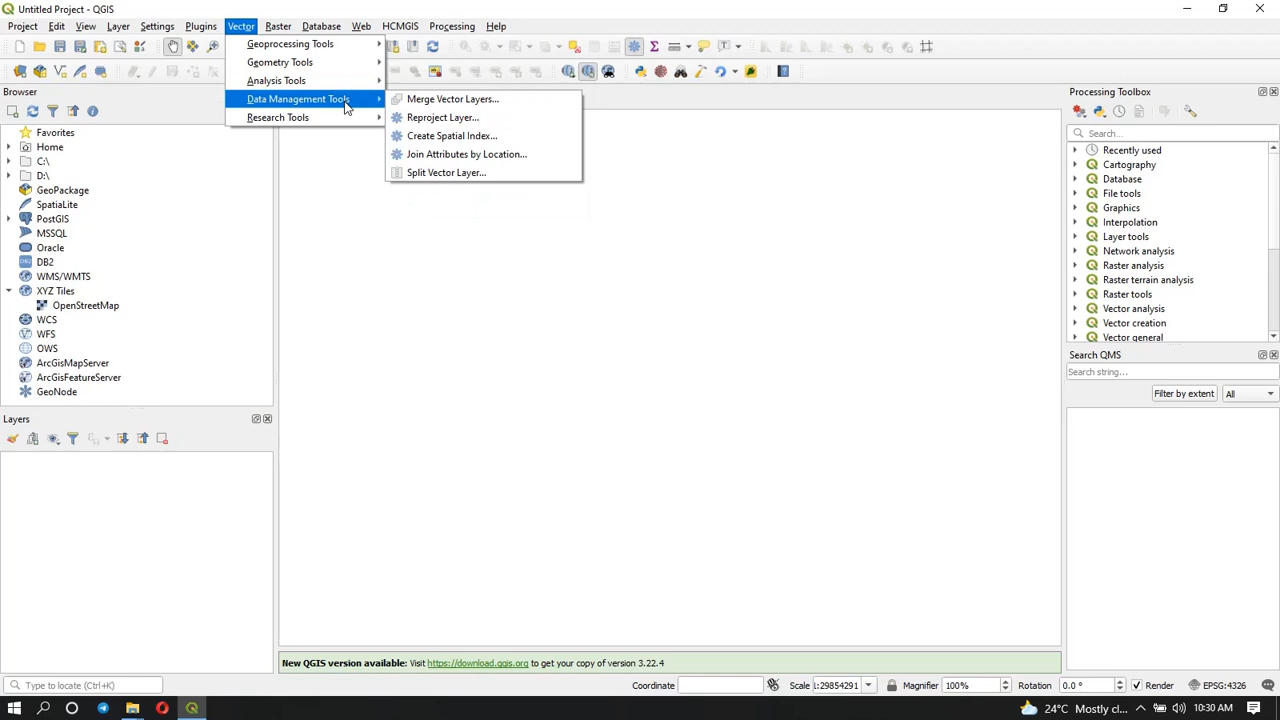 Untitled Project - QGIS
Project Edit View Layer Settings Plugins Vector Raster Database Web HCMGIS Processing Help
Geoprocessing Tools
Geometry Tools
Analysis Tools
Data Management Tools
Research Tools
Merge Vector Layers...
Reproject Layer...
Create Spatial Index...
Join Attributes by Location...
Split Vector Layer...
Browser
Favorites
Home
C:\
D:\
GeoPackage
SpatiaLite
PostGIS
MSSQL
Oracle
DB2
WMS/WMTS
XYZ Tiles
OpenStreetMap
WCS
WFS
OWS
ArcGisMapServer
ArcGisFeatureServer
GeoNode
Layers
Processing Toolbox
Search...
Recently used
Cartography
Database
File tools
Graphics
Interpolation
Layer tools
Network analysis
Raster analysis
Raster terrain analysis
Raster tools
Vector analysis
Vector creation
Vector general
Search QMS
Search string...
Filter by extent All
New QGIS version available: Visit https://download.qgis.org to get your copy of version 3.22.4
Type to locate (Ctrl+K) Coordinate Scale 1:29854291 Magnifier 100% Rotation 0.0 ° Render EPSG:4326
24°C Mostly cl... 10:30 AM